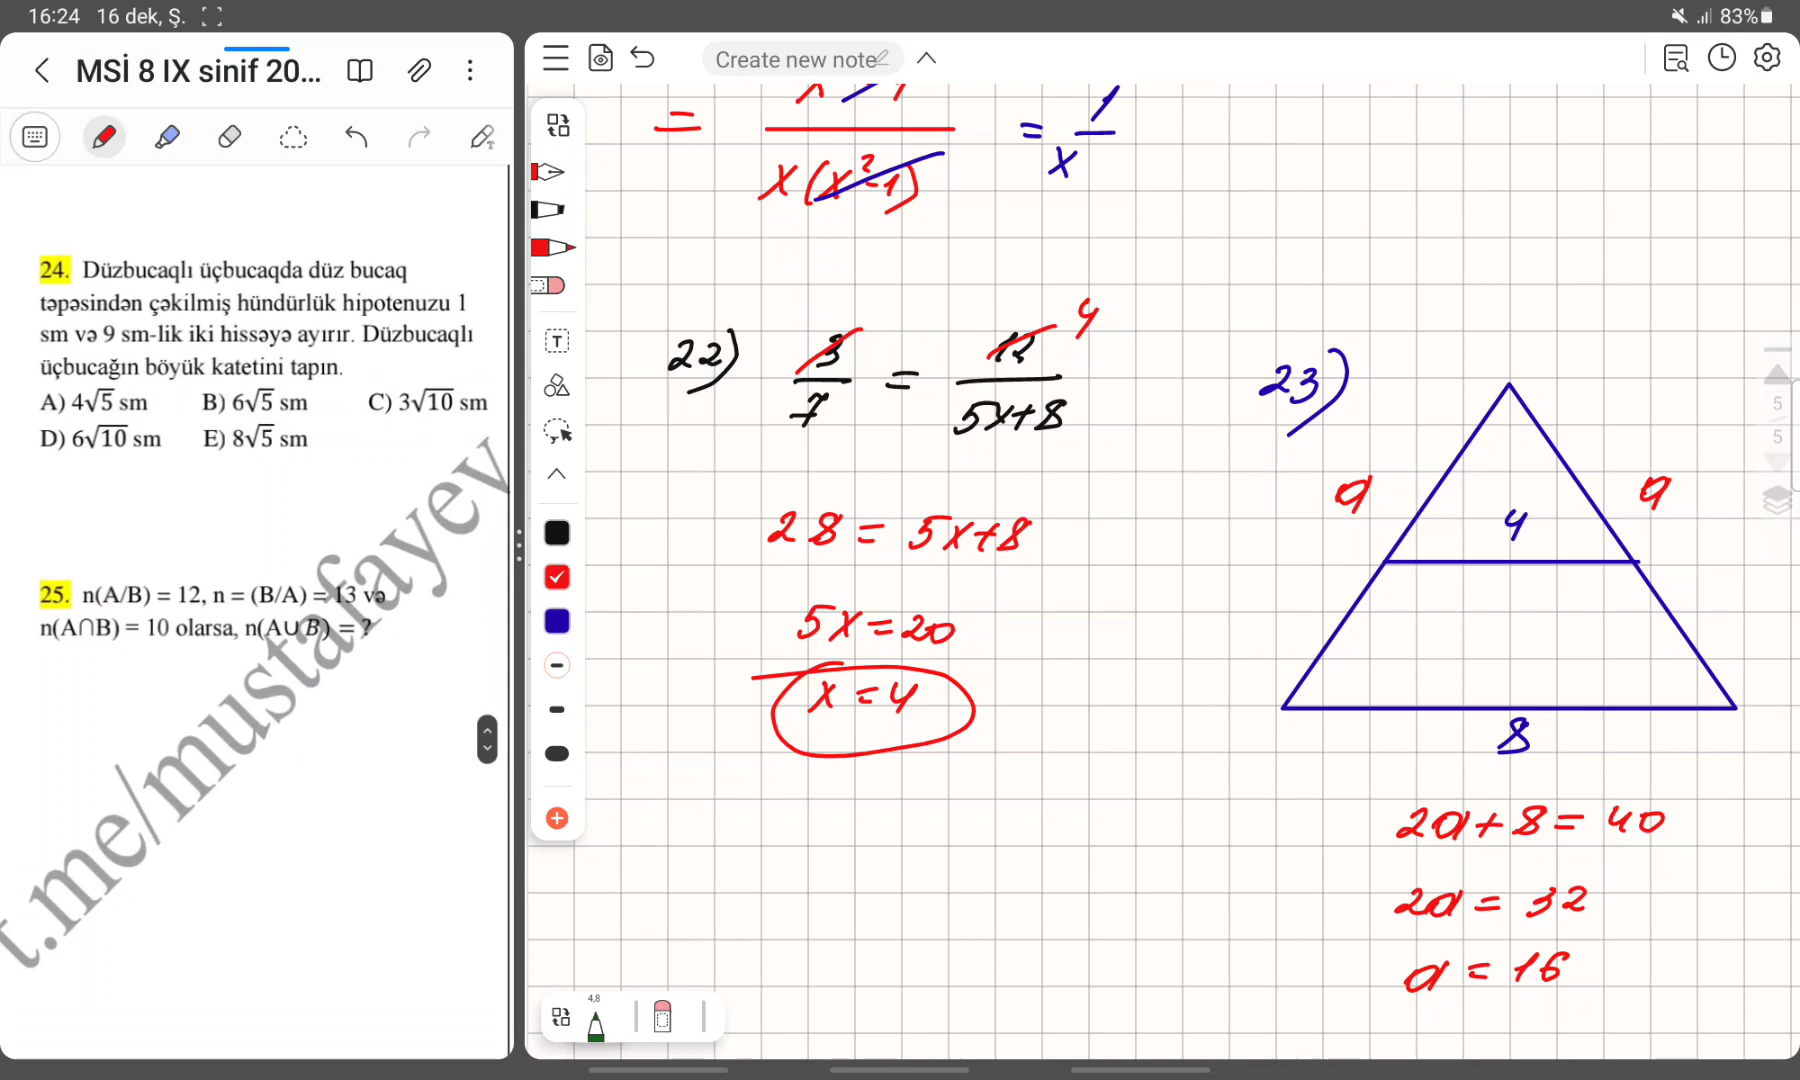 16:24 16 dek, Ş. 83%
MSİ 8 IX sinif 20...
24. Düzbucaqlı üçbucaqda düz bucaq
təpəsindən çəkilmiş hündürlük hipotenuzu 1
sm və 9 sm-lik iki hissəyə ayırır. Düzbucaqlı
üçbucağın böyük katetini tapın.
A) 4√5 sm B) 6√5 sm C) 3√10 sm
D) 6√10 sm E) 8√5 sm
25. n(A/B) = 12, n = (B/A) = 13 və
n(A∩B) = 10 olarsa, n(A∪B) = ?
t.me/mustafayev
Create new note
T
= / x(x²-1) = 1/x
22) 3/7 = 12/5x+8
4
28 = 5x+8
5x = 20
x = 4
23)
a a
4
8
2a + 8 = 40
2a = 32
a = 16
5
5
4,8